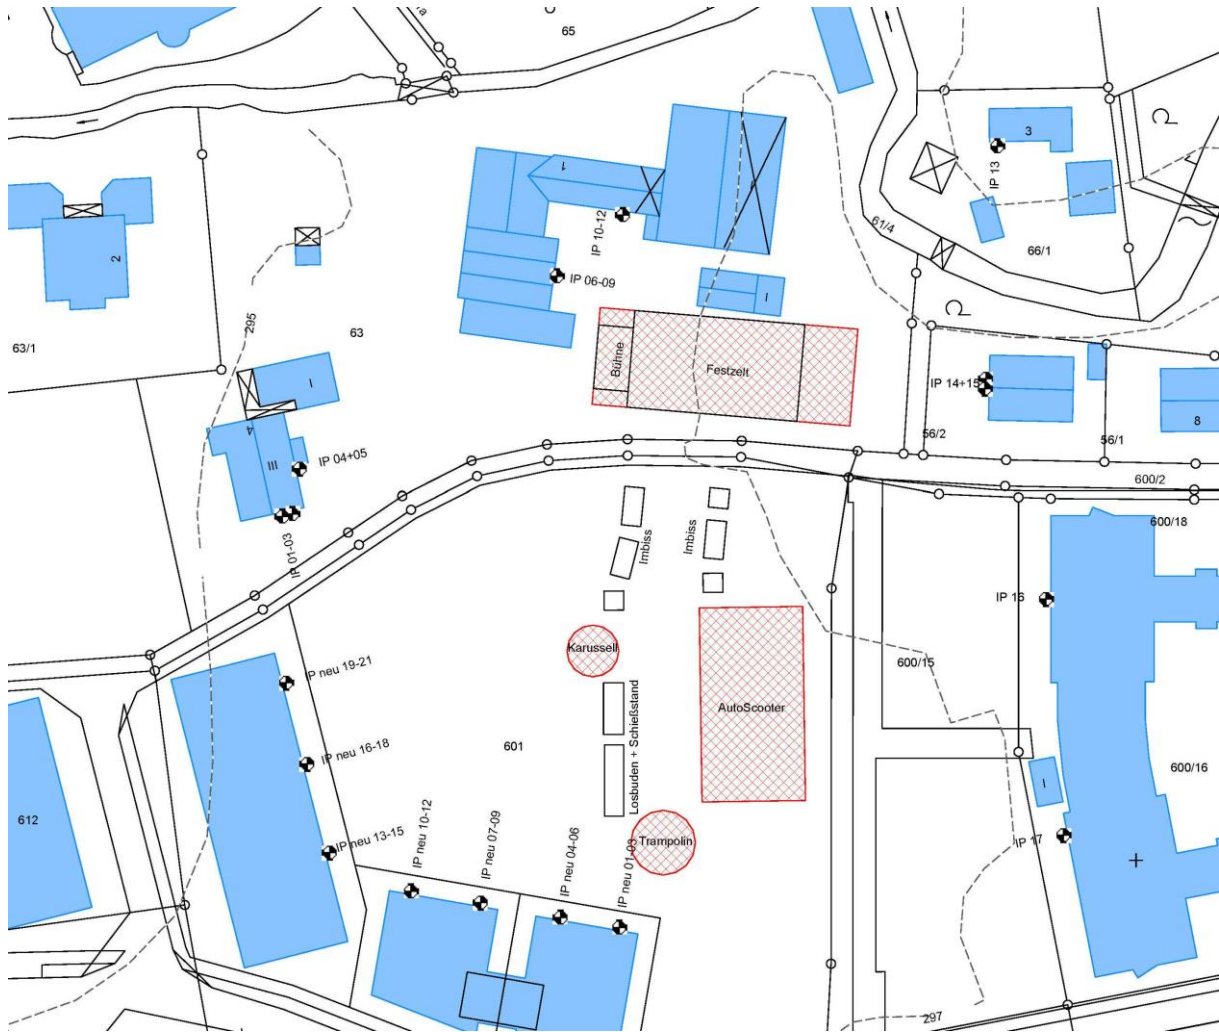 65
3
IP 13
1
2
IP 10-12
61/4
66/1
IP 06-09
I
295
63
63/1
Bühne
Festzelt
I
IP 14+15
4
III
IP 04+05
56/2
56/1
8
600/2
600/18
Imbiss
Imbiss
IP 01-03
IP 16
Karussell
600/15
IP neu 19-21
AutoScooter
601
Losbuden + Schießstand
IP neu 16-18
600/16
I
612
IP neu 13-15
IP neu 10-12
IP neu 07-09
IP neu 04-06
IP neu 01-03
Trampolin
IP 17
297